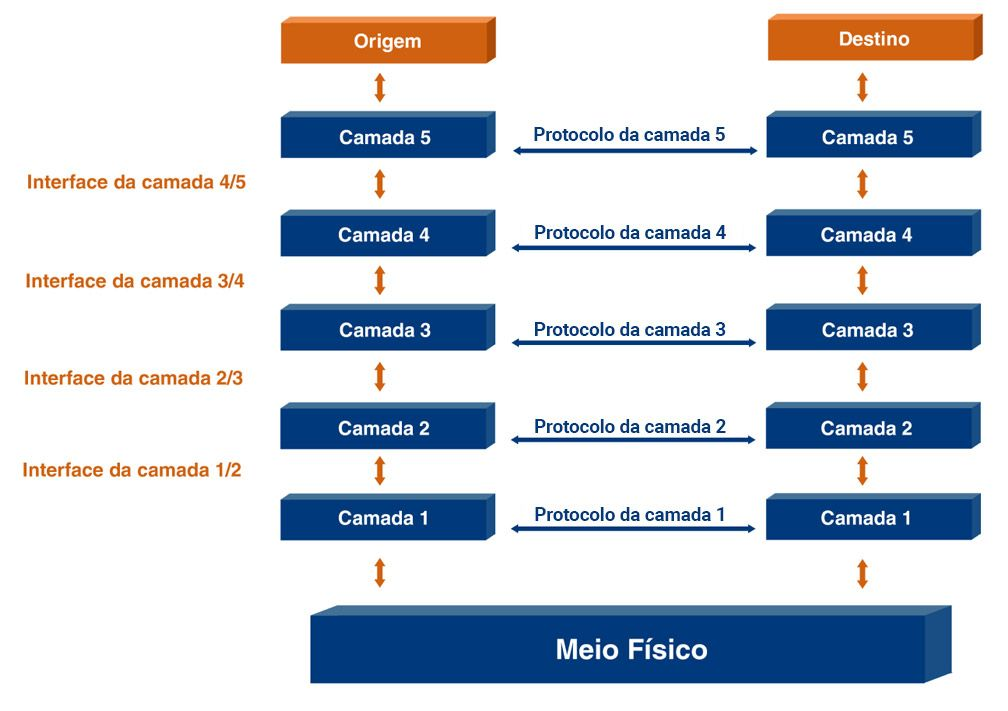 Origem
Destino
Camada 5
Protocolo da camada 5
Camada 5
Interface da camada 4/5
Camada 4
Protocolo da camada 4
Camada 4
Interface da camada 3/4
Camada 3
Protocolo da camada 3
Camada 3
Interface da camada 2/3
Camada 2
Protocolo da camada 2
Camada 2
Interface da camada 1/2
Camada 1
Protocolo da camada 1
Camada 1
Meio Físico